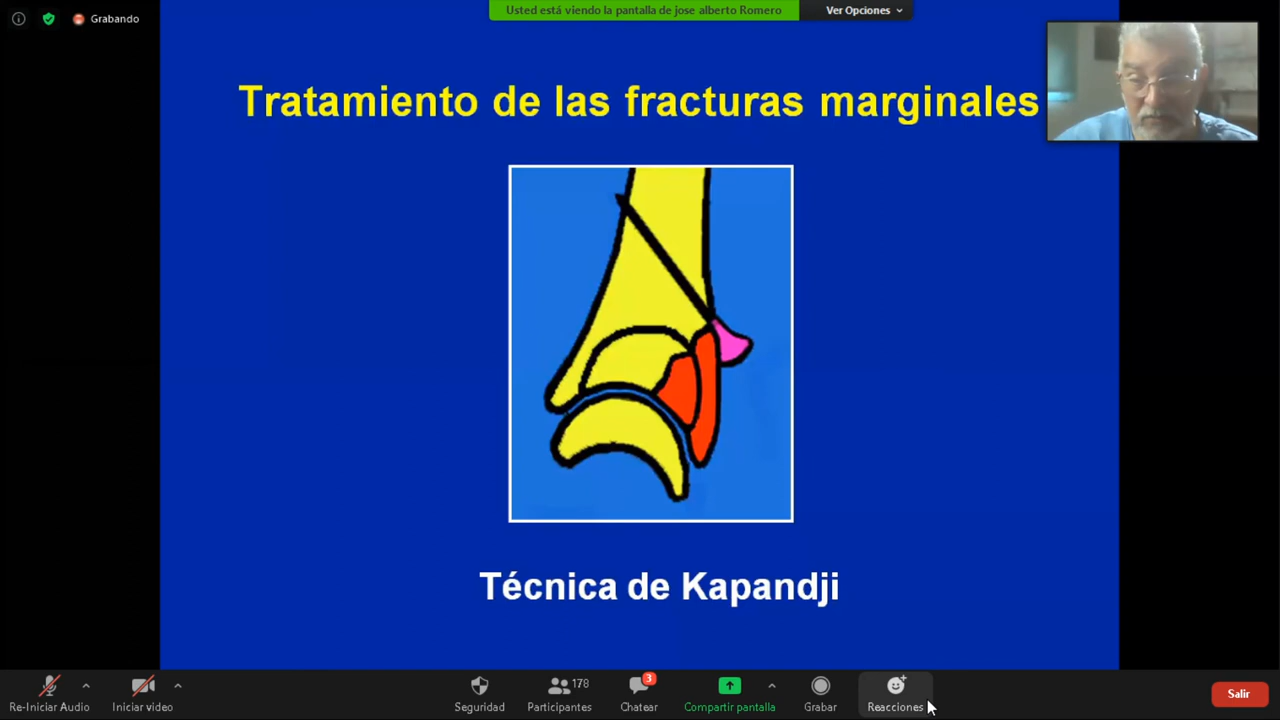 Grabando
Usted está viendo la pantalla de jose alberto Romero
Ver Opciones
Tratamiento de las fracturas marginales
Técnica de Kapandji
Re-Iniciar Audio
Iniciar video
Seguridad
Participantes
178
Chatear
3
Compartir pantalla
Grabar
Reacciones
Salir